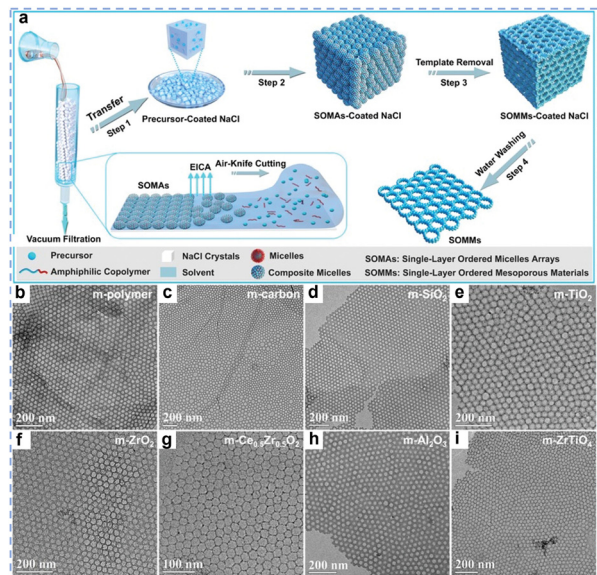 a
Transfer
Step 1
Precursor-Coated NaCl
Step 2
SOMAs-Coated NaCl
Template Removal
Step 3
SOMMs-Coated NaCl
Water Washing
Step 4
SOMMs
Vacuum Filtration
SOMAs
EICA
Air-Knife Cutting
Precursor
NaCl Crystals
Micelles
SOMAs: Single-Layer Ordered Micelles Arrays
Amphiphilic Copolymer
Solvent
Composite Micelles
SOMMs: Single-Layer Ordered Mesoporous Materials
b m-polymer
200 nm
c m-carbon
200 nm
d m-SiO₂
200 nm
e m-TiO₂
200 nm
f m-ZrO₂
200 nm
g m-Ce₀.₅Zr₀.₅O₂
100 nm
h m-Al₂O₃
200 nm
i m-ZrTiO₄
200 nm